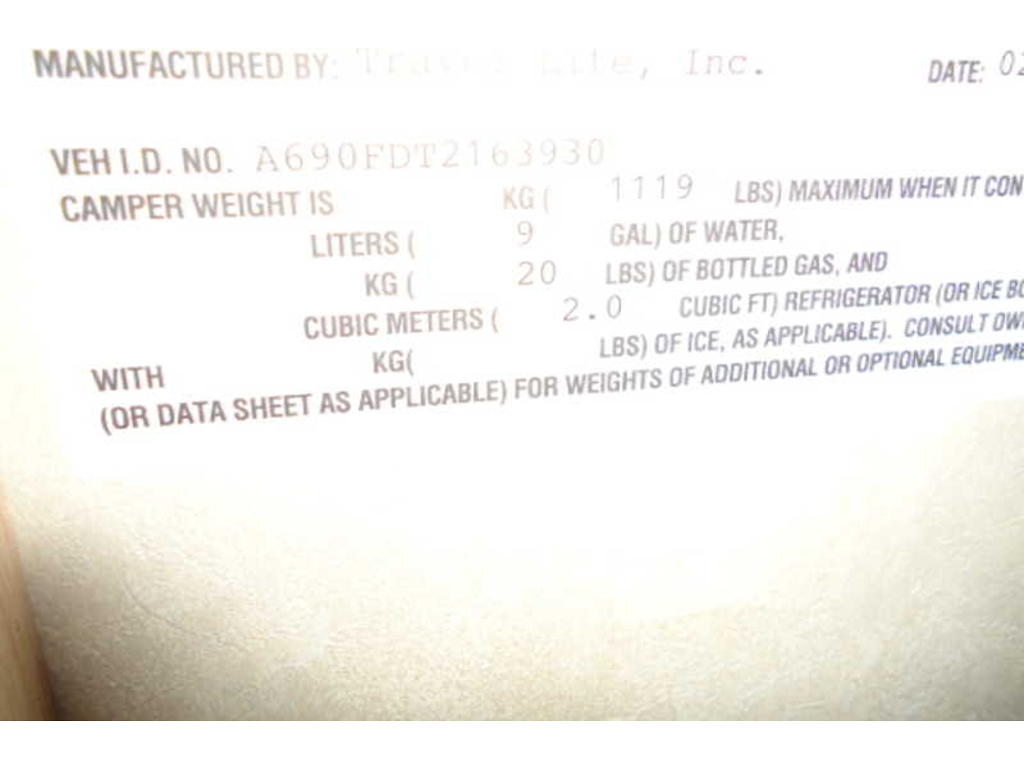 MANUFACTURED BY: Travel Lite, Inc. DATE: 02
VEH I.D. NO. A690FDT2163930
CAMPER WEIGHT IS KG ( 1119 LBS) MAXIMUM WHEN IT CON
LITERS ( 9 GAL) OF WATER,
KG ( 20 LBS) OF BOTTLED GAS, AND
CUBIC METERS ( 2.0 CUBIC FT) REFRIGERATOR (OR ICE BO
WITH KG( LBS) OF ICE, AS APPLICABLE). CONSULT OW
(OR DATA SHEET AS APPLICABLE) FOR WEIGHTS OF ADDITIONAL OR OPTIONAL EQUIPME